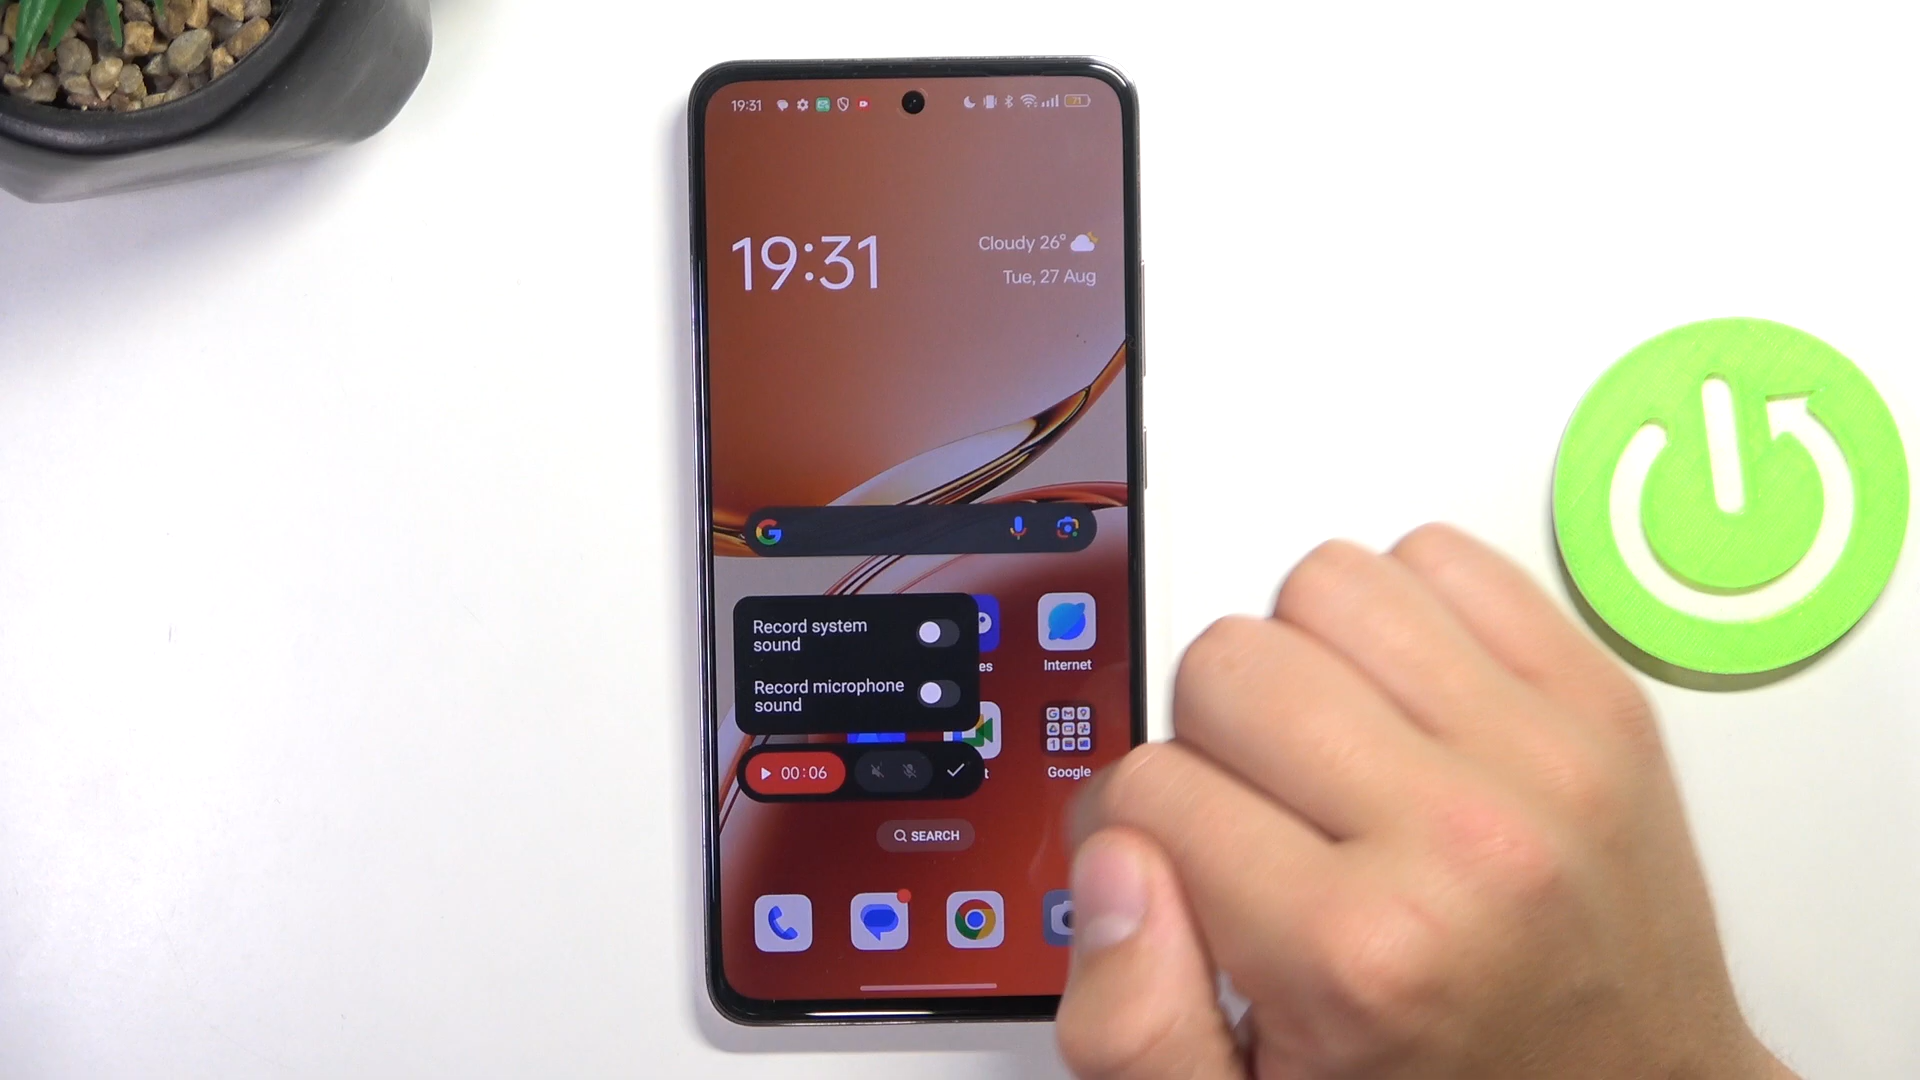 19:31
71
19:31
Cloudy 26°
Tue, 27 Aug
Record system
sound
es
Internet
Record microphone
sound
00:06
t
Google
SEARCH